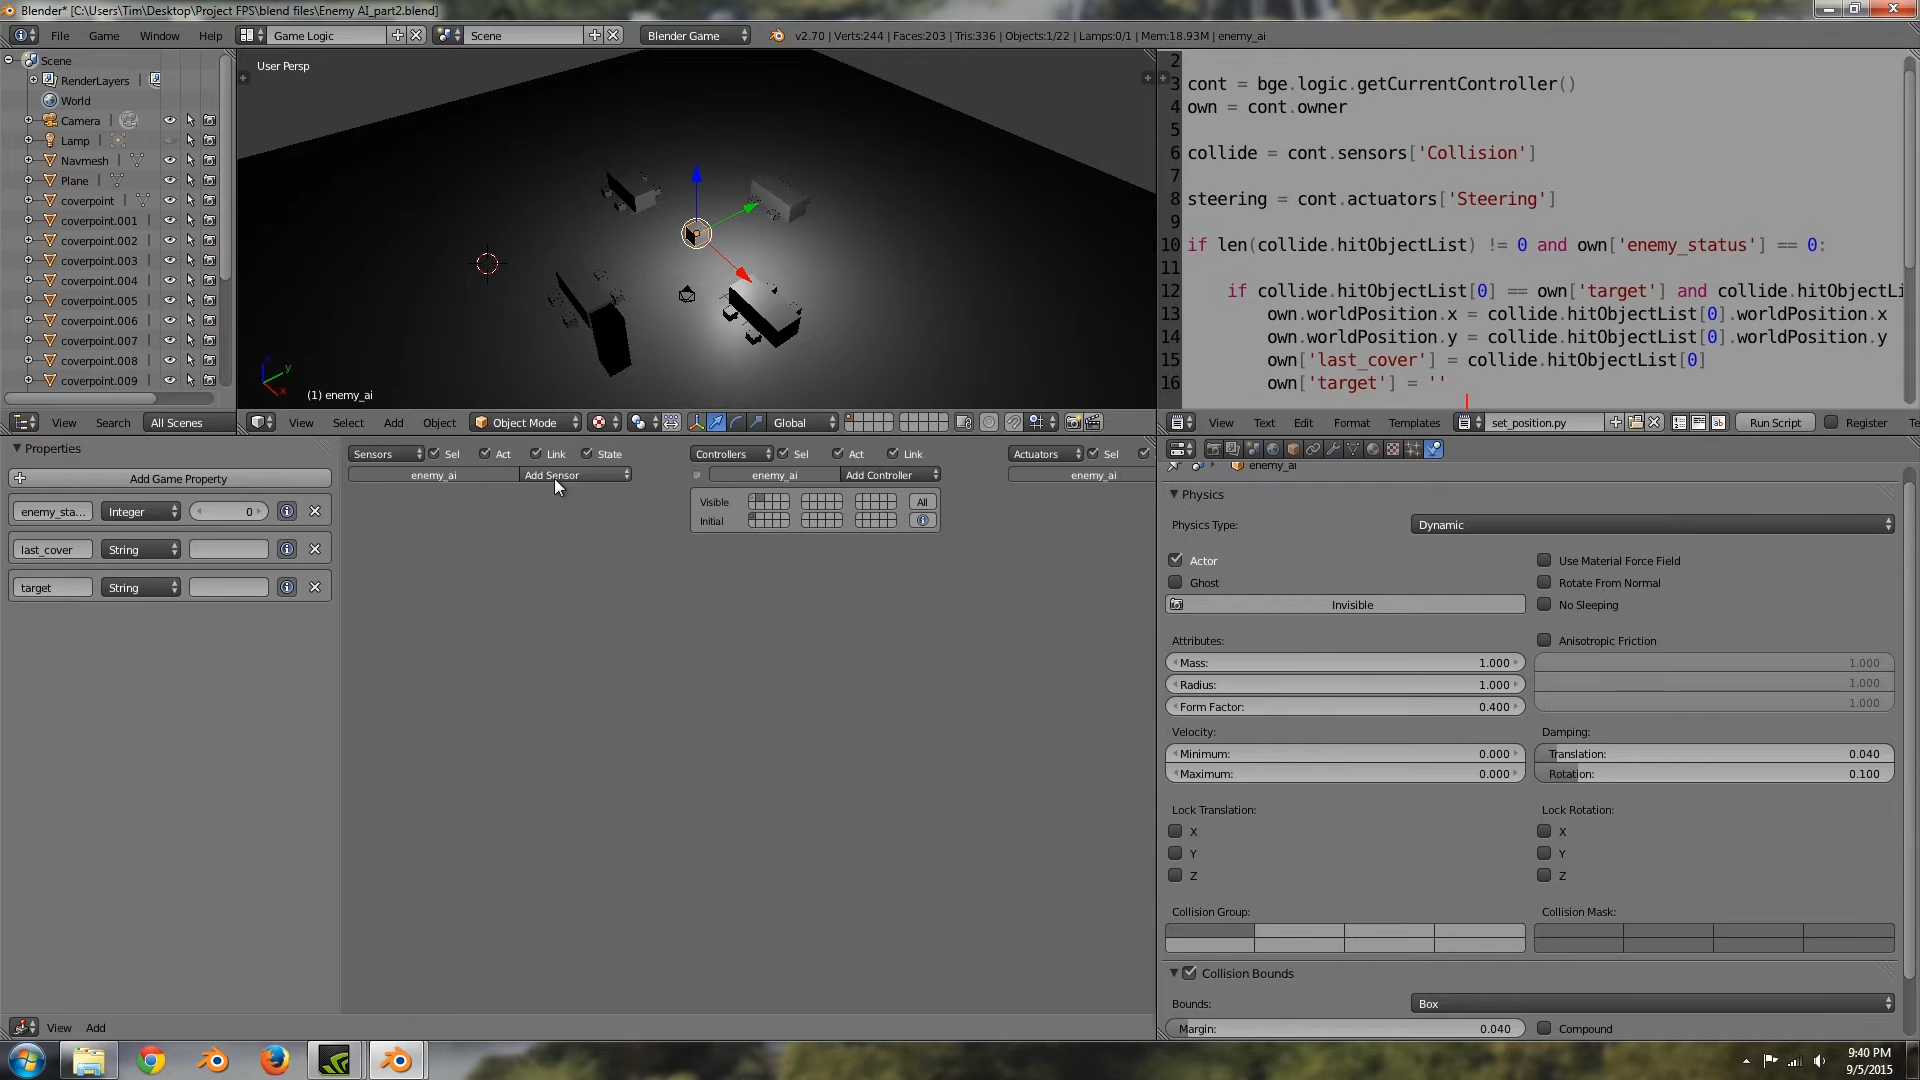 Blender* [C:\Users\Tim\Desktop\Project FPS\blend files\Enemy AI_part2.blend]
File Game Window Help Game Logic Scene Blender Game v2.70 | Verts:244 | Faces:203 | Tris:336 | Objects:1/22 | Lamps:0/1 | Mem:18.93M | enemy_ai
Scene
RenderLayers
World
Camera
Lamp
Navmesh
Plane
coverpoint
coverpoint.001
coverpoint.002
coverpoint.003
coverpoint.004
coverpoint.005
coverpoint.006
coverpoint.007
coverpoint.008
coverpoint.009
View Search All Scenes
User Persp
z
y
x
(1) enemy_ai
View Select Add Object Object Mode Global
2
3 cont = bge.logic.getCurrentController()
4 own = cont.owner
5
6 collide = cont.sensors['Collision']
7
8 steering = cont.actuators['Steering']
9
10 if len(collide.hitObjectList) != 0 and own['enemy_status'] == 0:
11
12 if collide.hitObjectList[0] == own['target'] and collide.hitObjectLi
13 own.worldPosition.x = collide.hitObjectList[0].worldPosition.x
14 own.worldPosition.y = collide.hitObjectList[0].worldPosition.y
15 own['last_cover'] = collide.hitObjectList[0]
16 own['target'] = ''
View Text Edit Format Templates set_position.py Run Script Register Te
Properties
Add Game Property
enemy_sta... Integer 0
last_cover String
target String
Sensors Sel Act Link State
enemy_ai Add Sensor
Controllers Sel Act Link
enemy_ai Add Controller
Visible All
Initial
Actuators Sel
enemy_ai
View Add
enemy_ai
Physics
Physics Type: Dynamic
Actor Use Material Force Field
Ghost Rotate From Normal
Invisible No Sleeping
Attributes: Anisotropic Friction
Mass: 1.000 1.000
Radius: 1.000 1.000
Form Factor: 0.400 1.000
Velocity: Damping:
Minimum: 0.000 Translation: 0.040
Maximum: 0.000 Rotation: 0.100
Lock Translation: Lock Rotation:
X X
Y Y
Z Z
Collision Group: Collision Mask:
Collision Bounds
Bounds: Box
Margin: 0.040 Compound
9:40 PM
9/5/2015